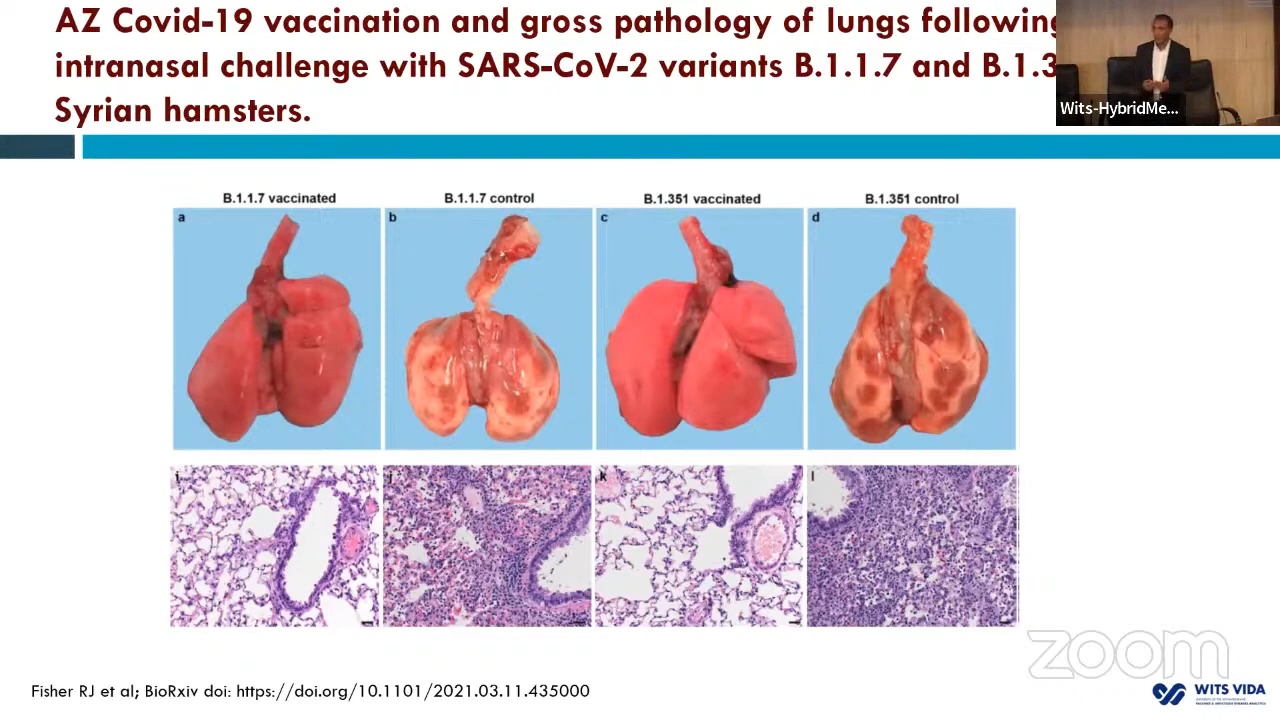 AZ Covid-19 vaccination and gross pathology of lungs following
intranasal challenge with SARS-CoV-2 variants B.1.1.7 and B.1.3
Syrian hamsters.
Wits-HybridMe...
B.1.1.7 vaccinated
B.1.1.7 control
B.1.351 vaccinated
B.1.351 control
a
b
c
d
i
j
k
l
zoom
Fisher RJ et al; BioRxiv doi: https://doi.org/10.1101/2021.03.11.435000
WITS VIDA